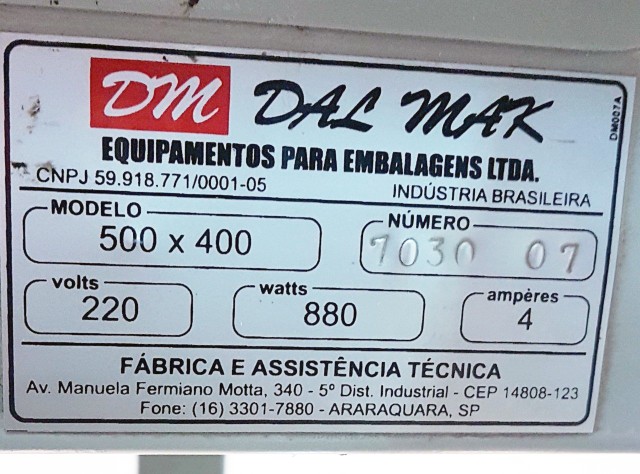 DM DAL MAK
DM007A
EQUIPAMENTOS PARA EMBALAGENS LTDA.
CNPJ 59.918.771/0001-05 INDÚSTRIA BRASILEIRA
MODELO NÚMERO
500 x 400 7030 07
volts watts ampères
220 880 4
FÁBRICA E ASSISTÊNCIA TÉCNICA
Av. Manuela Fermiano Motta, 340 - 5º Dist. Industrial - CEP 14808-123
Fone: (16) 3301-7880 - ARARAQUARA, SP